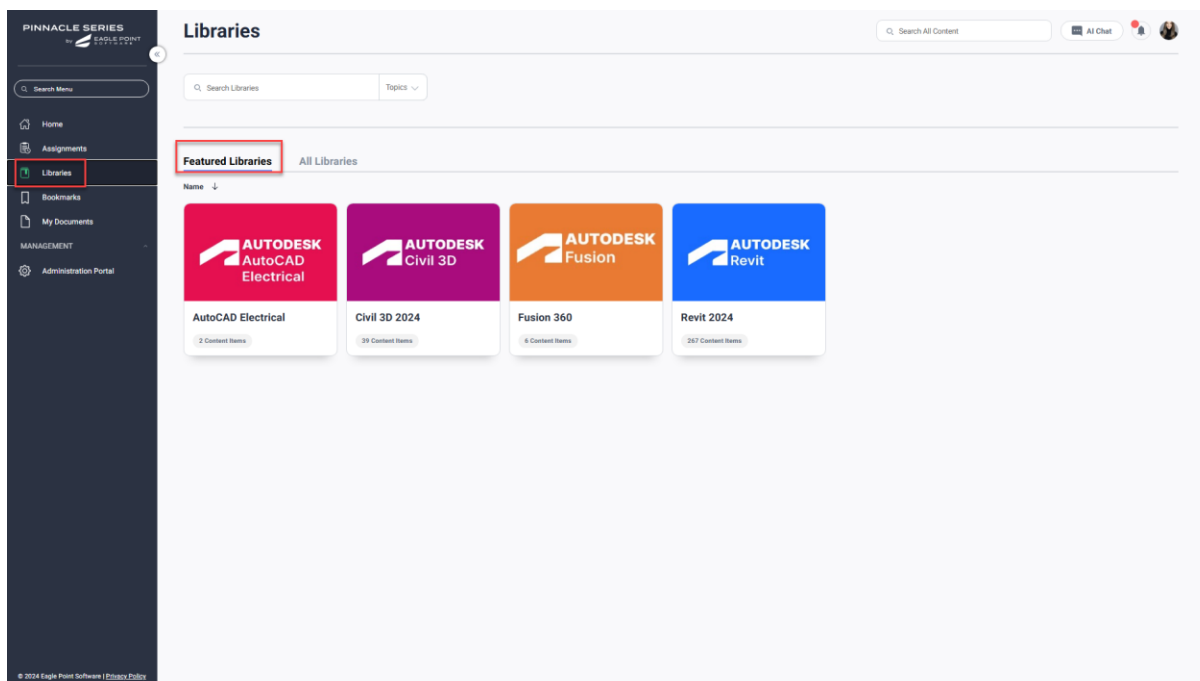 PINNACLE SERIES
by EAGLE POINT
SOFTWARE
Search Menu
Home
Assignments
Libraries
Bookmarks
My Documents
MANAGEMENT
Administration Portal
© 2024 Eagle Point Software | Privacy Policy
Libraries
Search All Content
AI Chat
Search Libraries
Topics
Featured Libraries
All Libraries
Name
AUTODESK
AutoCAD
Electrical
AutoCAD Electrical
2 Content Items
AUTODESK
Civil 3D
Civil 3D 2024
39 Content Items
AUTODESK
Fusion
Fusion 360
6 Content Items
AUTODESK
Revit
Revit 2024
267 Content Items